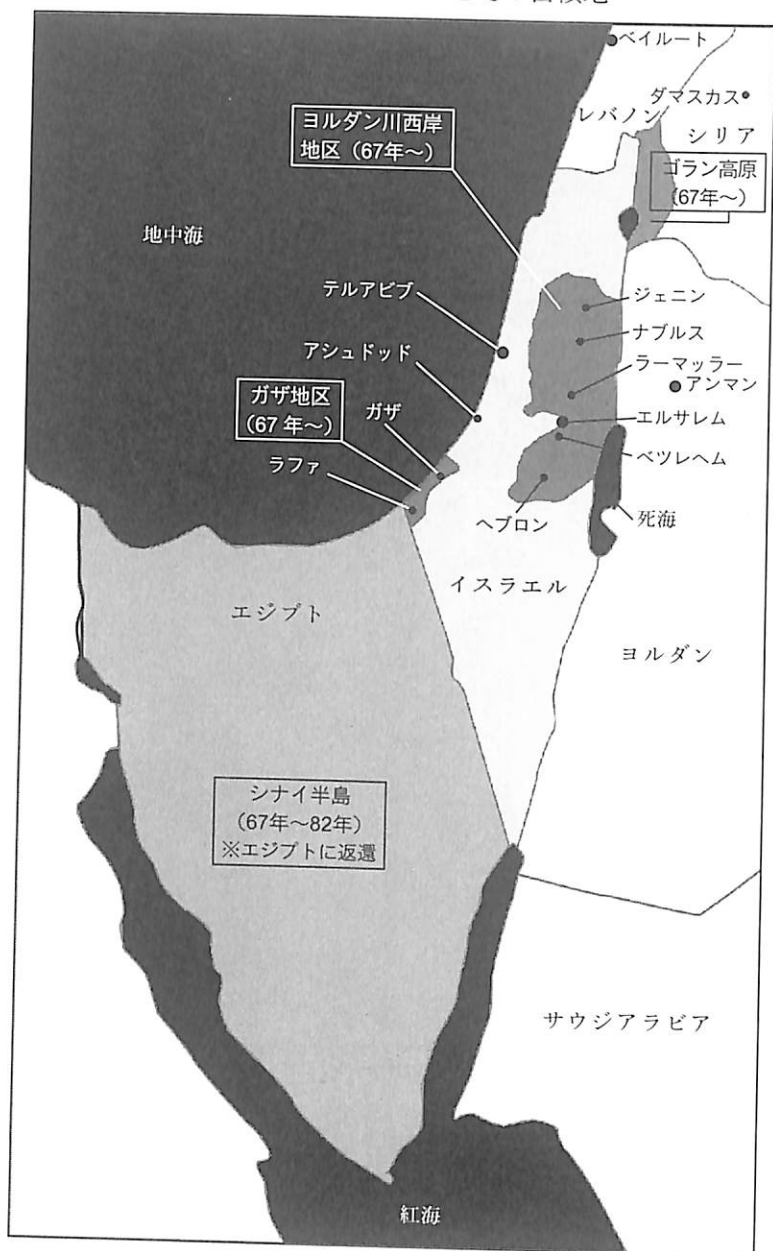 占領地
ベイルート
ダマスカス
レバノン
シリア
ヨルダン川西岸
地区（67年～）
ゴラン高原
（67年～）
地中海
テルアビブ
ジェニン
ナブルス
アシュドッド
ラーマッラー
アンマン
ガザ地区
（67年～）
ガザ
エルサレム
ラファ
ベツレヘム
ヘブロン
死海
イスラエル
エジプト
ヨルダン
シナイ半島
（67年～82年）
※エジプトに返還
サウジアラビア
紅海